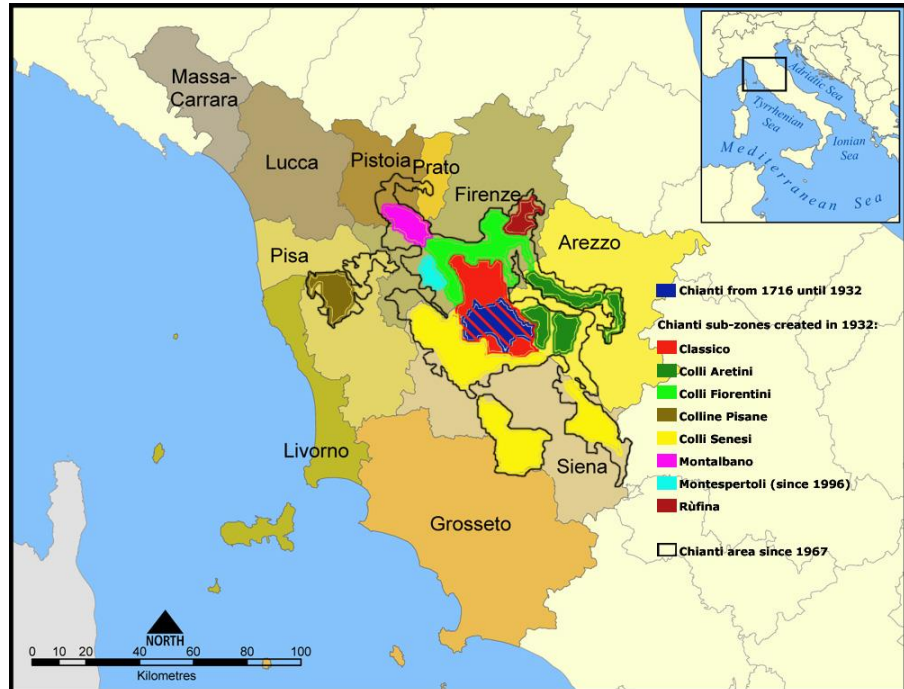 Massa-
Carrara
Lucca
Pistoia
Prato
Firenze
Pisa
Arezzo
Livorno
Siena
Grosseto
Adriatic Sea
Tyrrhenian
Sea
Ionian
Sea
Mediterranean Sea
Chianti from 1716 until 1932
Chianti sub-zones created in 1932:
Classico
Colli Aretini
Colli Fiorentini
Colline Pisane
Colli Senesi
Montalbano
Montespertoli (since 1996)
Rùfina
Chianti area since 1967
NORTH
0 10 20 40 60 80 100
Kilometres